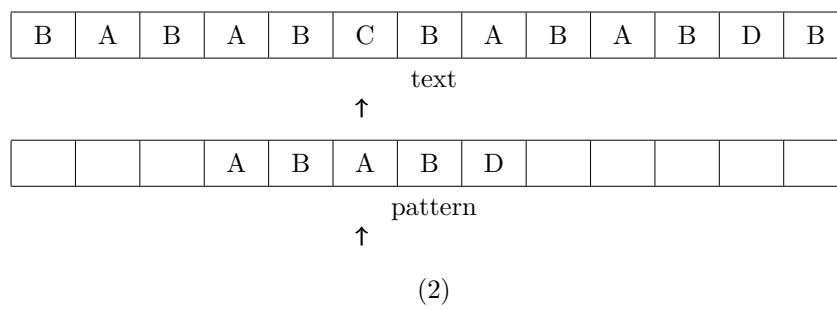 B A B A B C B A B A B D B
text
↑
A B A B D
pattern
↑
(2)